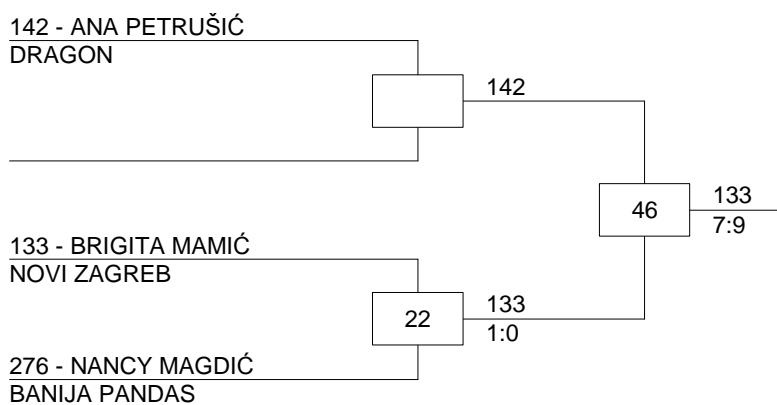 142 - ANA PETRUŠIĆ
DRAGON
142
133 - BRIGITA MAMIĆ
NOVI ZAGREB
22
133
1:0
276 - NANCY MAGDIĆ
BANIJA PANDAS
46
133
7:9